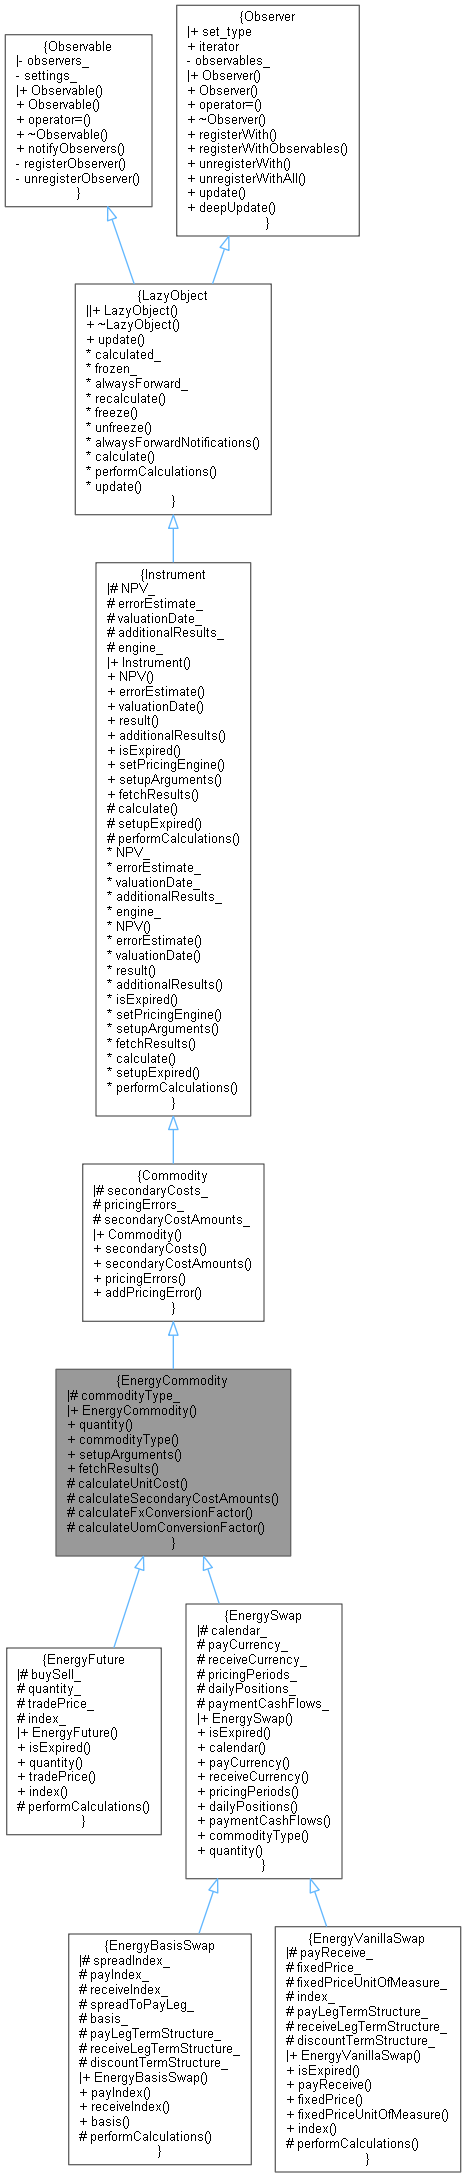 {Observable
|- observers_
- settings_
|+ Observable()
+ Observable()
+ operator=()
+ ~Observable()
+ notifyObservers()
- registerObserver()
- unregisterObserver()
}
{Observer
|+ set_type
+ iterator
- observables_
|+ Observer()
+ Observer()
+ operator=()
+ ~Observer()
+ registerWith()
+ registerWithObservables()
+ unregisterWith()
+ unregisterWithAll()
+ update()
+ deepUpdate()
}
{LazyObject
||+ LazyObject()
+ ~LazyObject()
+ update()
* calculated_
* frozen_
* alwaysForward_
* recalculate()
* freeze()
* unfreeze()
* alwaysForwardNotifications()
* calculate()
* performCalculations()
* update()
}
{Instrument
|# NPV_
# errorEstimate_
# valuationDate_
# additionalResults_
# engine_
|+ Instrument()
+ NPV()
+ errorEstimate()
+ valuationDate()
+ result()
+ additionalResults()
+ isExpired()
+ setPricingEngine()
+ setupArguments()
+ fetchResults()
# calculate()
# setupExpired()
# performCalculations()
* NPV_
* errorEstimate_
* valuationDate_
* additionalResults_
* engine_
* NPV()
* errorEstimate()
* valuationDate()
* result()
* additionalResults()
* isExpired()
* setPricingEngine()
* setupArguments()
* fetchResults()
* calculate()
* setupExpired()
* performCalculations()
}
{Commodity
|# secondaryCosts_
# pricingErrors_
# secondaryCostAmounts_
|+ Commodity()
+ secondaryCosts()
+ secondaryCostAmounts()
+ pricingErrors()
+ addPricingError()
}
{EnergyCommodity
|# commodityType_
|+ EnergyCommodity()
+ quantity()
+ commodityType()
+ setupArguments()
+ fetchResults()
# calculateUnitCost()
# calculateSecondaryCostAmounts()
# calculateFxConversionFactor()
# calculateUomConversionFactor()
}
{EnergyFuture
|# buySell_
# quantity_
# tradePrice_
# index_
|+ EnergyFuture()
+ isExpired()
+ quantity()
+ tradePrice()
+ index()
# performCalculations()
}
{EnergySwap
|# calendar_
# payCurrency_
# receiveCurrency_
# pricingPeriods_
# dailyPositions_
# paymentCashFlows_
|+ EnergySwap()
+ isExpired()
+ calendar()
+ payCurrency()
+ receiveCurrency()
+ pricingPeriods()
+ dailyPositions()
+ paymentCashFlows()
+ commodityType()
+ quantity()
}
{EnergyBasisSwap
|# spreadIndex_
# payIndex_
# receiveIndex_
# spreadToPayLeg_
# basis_
# payLegTermStructure_
# receiveLegTermStructure_
# discountTermStructure_
|+ EnergyBasisSwap()
+ payIndex()
+ receiveIndex()
+ basis()
# performCalculations()
}
{EnergyVanillaSwap
|# payReceive_
# fixedPrice_
# fixedPriceUnitOfMeasure_
# index_
# payLegTermStructure_
# receiveLegTermStructure_
# discountTermStructure_
|+ EnergyVanillaSwap()
+ isExpired()
+ payReceive()
+ fixedPrice()
+ fixedPriceUnitOfMeasure()
+ index()
# performCalculations()
}